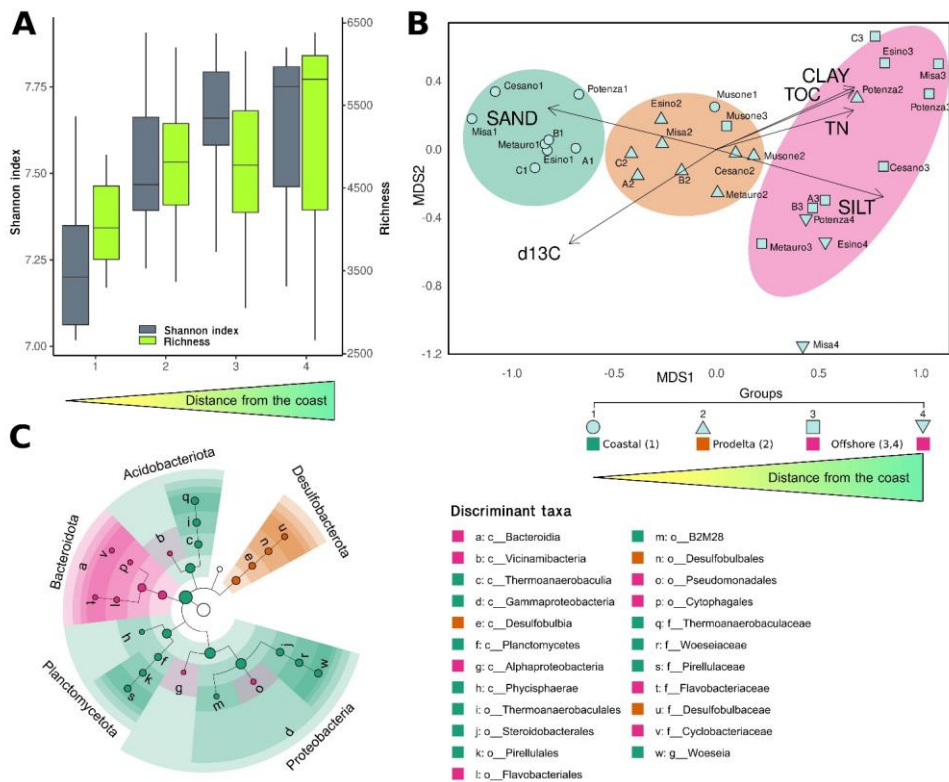 A
Shannon index
7.75
7.50
7.25
7.00
6500
5500
4500
3500
2500
Richness
Shannon index
Richness
1 2 3 4
Distance from the coast
B
MDS2
0.4
0.0
-0.4
-0.8
-1.2
-1.0 -0.5 0.0 0.5 1.0
MDS1
C3
Esino3
Misa3
CLAY
TOC
Potenza2
Potenza3
TN
Cesano1
Potenza1
SAND
Misa1
B1
Metauro1
Esino1
A1
C1
Esino2
Musone1
Musone3
Misa2
C2
A2
B2
Musone2
Cesano2
Metauro2
Cesano3
A3
B3
SILT
Potenza4
Metauro3
Esino4
d13C
Misa4
Groups
1 2 3 4
Coastal (1) Prodelta (2) Offshore (3,4)
Distance from the coast
C
Acidobacteriota
Desulfobacterota
Bacteroidota
Planctomycetota
Proteobacteria
q
i
c
b
v
p
a
t
l
h
f
k
s
g
m
o
d
j
r
w
e
n
u
Discriminant taxa
a: c__Bacteroidia
b: c__Vicinamibacteria
c: c__Thermoanaerobaculia
d: c__Gammaproteobacteria
e: c__Desulfobulbia
f: c__Planctomycetes
g: c__Alphaproteobacteria
h: c__Phycisphaerae
i: o__Thermoanaerobaculales
j: o__Steroidobacterales
k: o__Pirellulales
l: o__Flavobacteriales
m: o__B2M28
n: o__Desulfobulbales
o: o__Pseudomonadales
p: o__Cytophagales
q: f__Thermoanaerobaculaceae
r: f__Woeseiaceae
s: f__Pirellulaceae
t: f__Flavobacteriaceae
u: f__Desulfobulbaceae
v: f__Cyclobacteriaceae
w: g__Woeseia